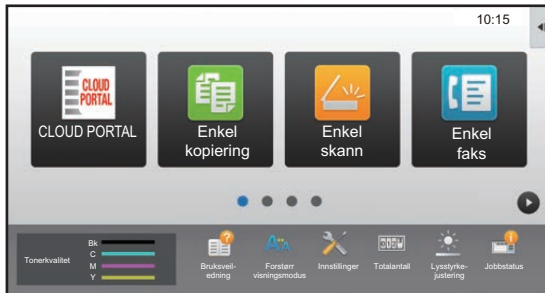 10:15
CLOUD
PORTAL
CLOUD PORTAL
Enkel
kopiering
Enkel
skann
Enkel
faks
Tonerkvalitet
Bk
C
M
Y
Bruksveil-
edning
Forstørr
visningsmodus
Innstillinger
Totalantall
Lysstyrke-
justering
Jobbstatus